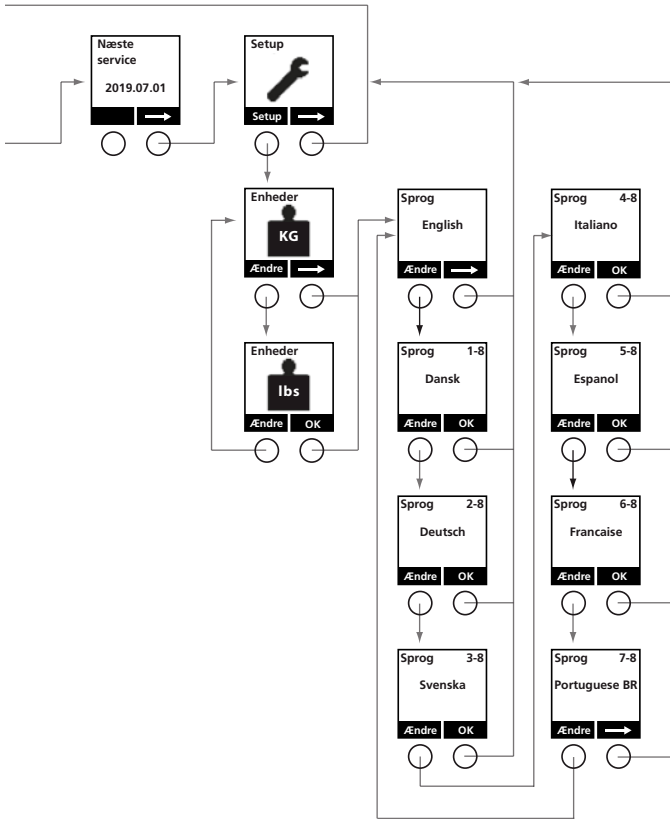 Næste
service
2019.07.01
Setup
Setup
Enheder
KG
Ændre
Enheder
lbs
Ændre OK
Sprog
English
Ændre
Sprog 1-8
Dansk
Ændre OK
Sprog 2-8
Deutsch
Ændre OK
Sprog 3-8
Svenska
Ændre OK
Sprog 4-8
Italiano
Ændre OK
Sprog 5-8
Espanol
Ændre OK
Sprog 6-8
Francaise
Ændre OK
Sprog 7-8
Portuguese BR
Ændre